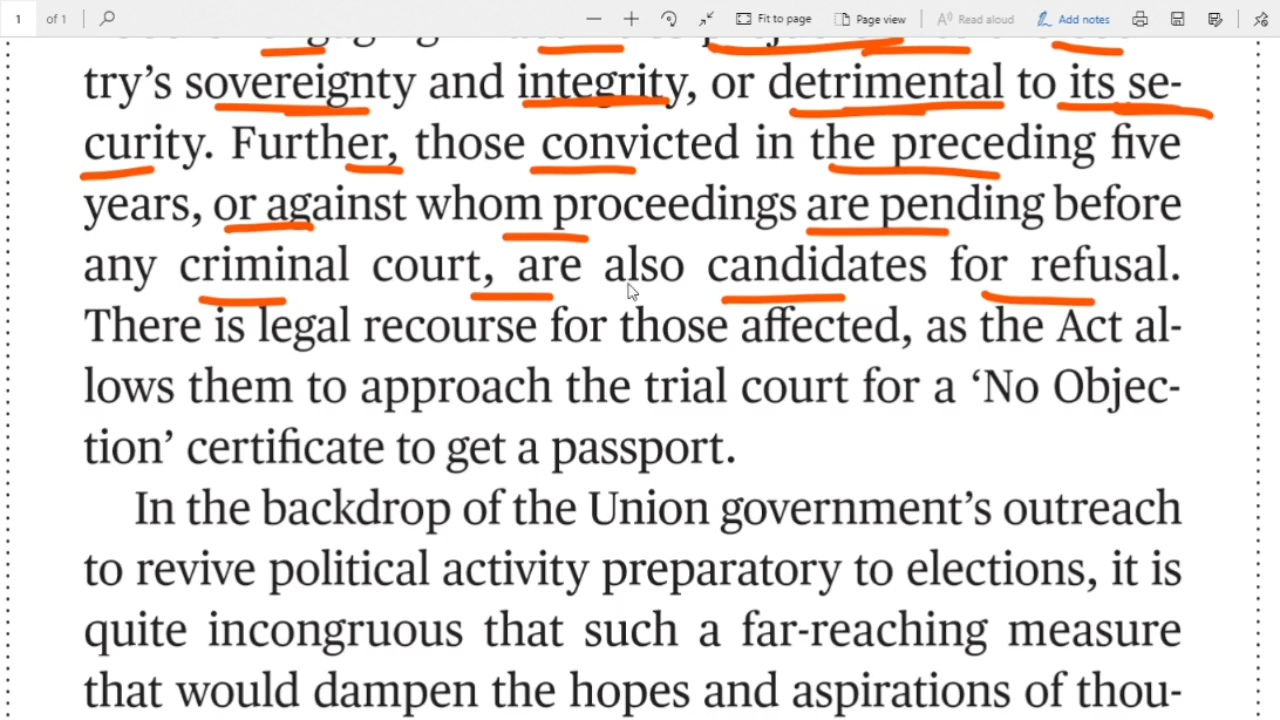 1 of 1 Fit to page Page view Read aloud Add notes
try's sovereignty and integrity, or detrimental to its se-
curity. Further, those convicted in the preceding five
years, or against whom proceedings are pending before
any criminal court, are also candidates for refusal.
There is legal recourse for those affected, as the Act al-
lows them to approach the trial court for a ‘No Objec-
tion’ certificate to get a passport.
In the backdrop of the Union government’s outreach
to revive political activity preparatory to elections, it is
quite incongruous that such a far-reaching measure
that would dampen the hopes and aspirations of thou-